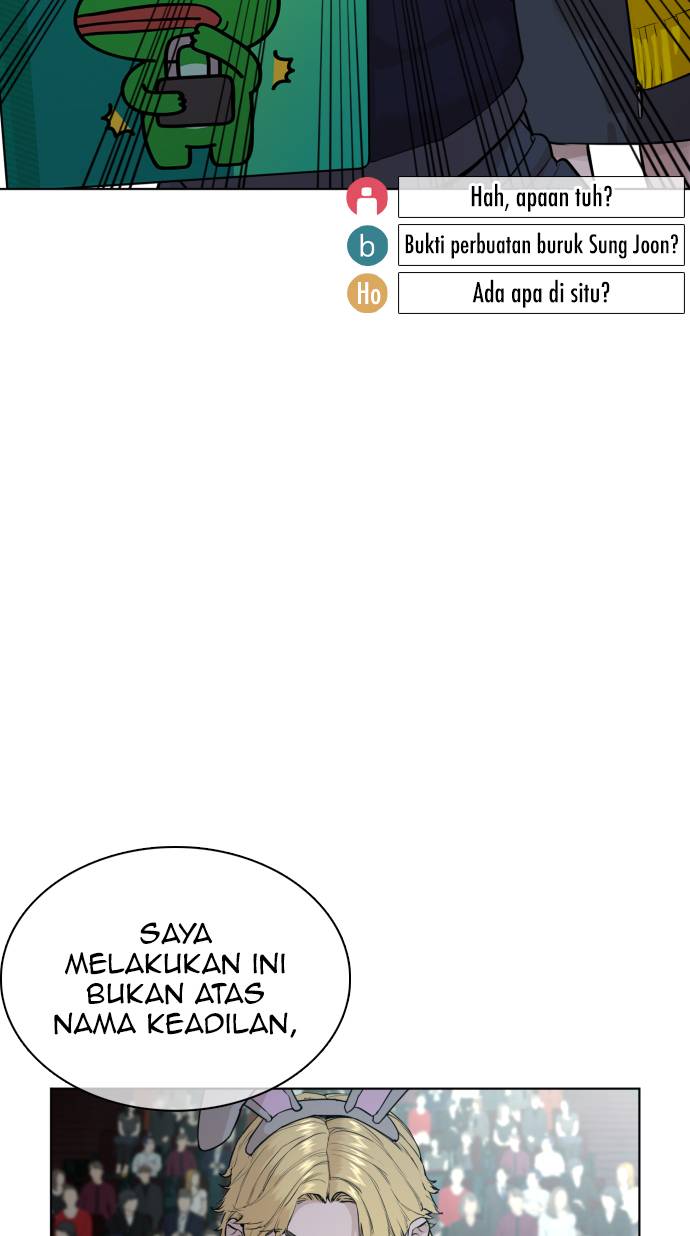 Hah, apaan tuh?
b
Bukti perbuatan buruk Sung Joon?
Ho
Ada apa di situ?
SAYA
MELAKUKAN INI
BUKAN ATAS
NAMA KEADILAN,